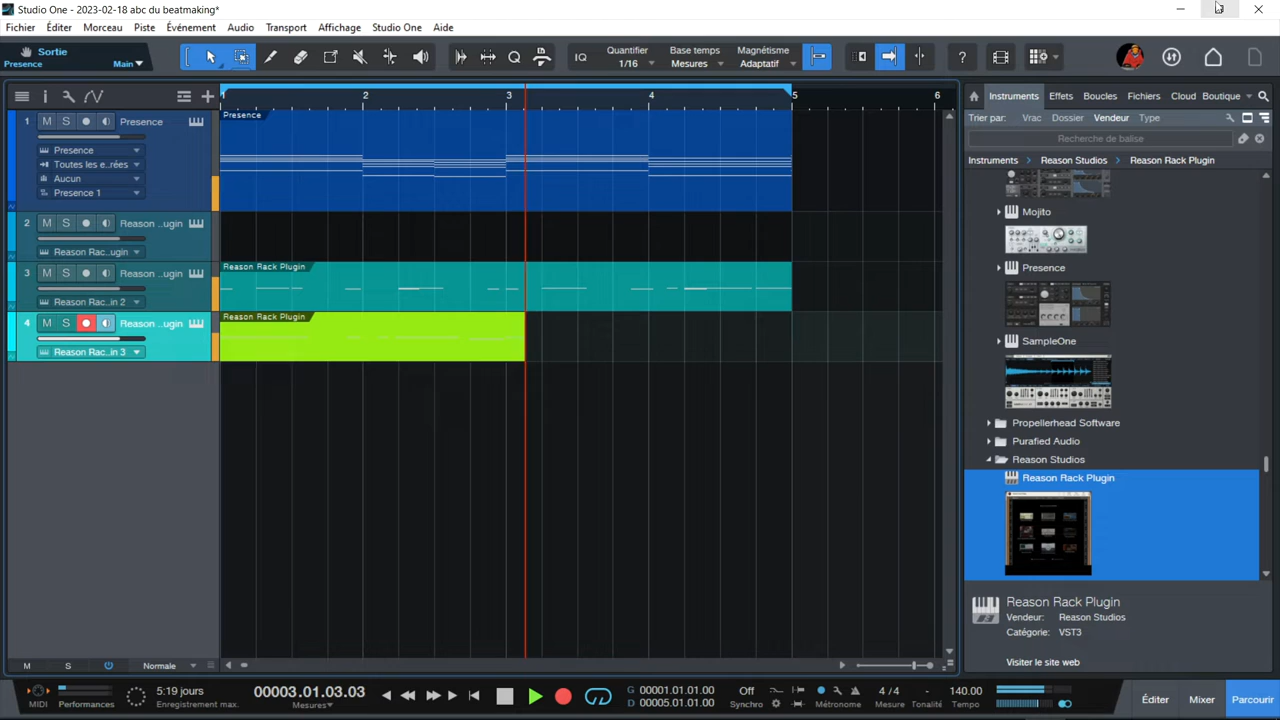 Studio One - 2023-02-18 abc du beatmaking*
Fichier Éditer Morceau Piste Événement Audio Transport Affichage Studio One Aide
Sortie
Presence Main
IQ
Quantifier
1/16
Base temps
Mesures
Magnétisme
Adaptatif
?
1 2 3 4 5 6
1 M S Presence
Presence
Toutes les e..rées
Aucun
Presence 1
2 M S Reason ..ugin
Reason Rac..ugin
3 M S Reason ..ugin
Reason Rac..in 2
4 M S Reason ..ugin
Reason Rac..in 3
Presence
Reason Rack Plugin
Reason Rack Plugin
Instruments Effets Boucles Fichiers Cloud Boutique
Trier par: Vrac Dossier Vendeur Type
Recherche de balise
Instruments Reason Studios Reason Rack Plugin
Mojito
Presence
SampleOne
Propellerhead Software
Purafied Audio
Reason Studios
Reason Rack Plugin
Reason Rack Plugin
Vendeur: Reason Studios
Catégorie: VST3
Visiter le site web
M S Normale
MIDI
Performances
5:19 jours
Enregistrement max.
00003.01.03.03
Mesures
G 00001.01.01.00
D 00005.01.01.00
Off
Synchro
Métronome
4 / 4
Mesure
-
Tonalité
140.00
Tempo
Éditer Mixer Parcourir